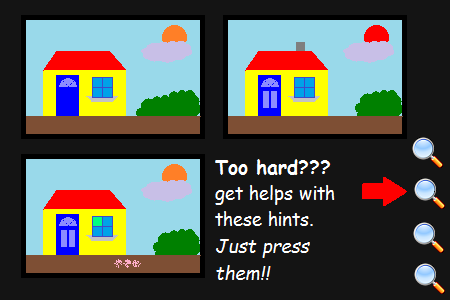 Too hard???
get helps with
these hints.
Just press
them!!